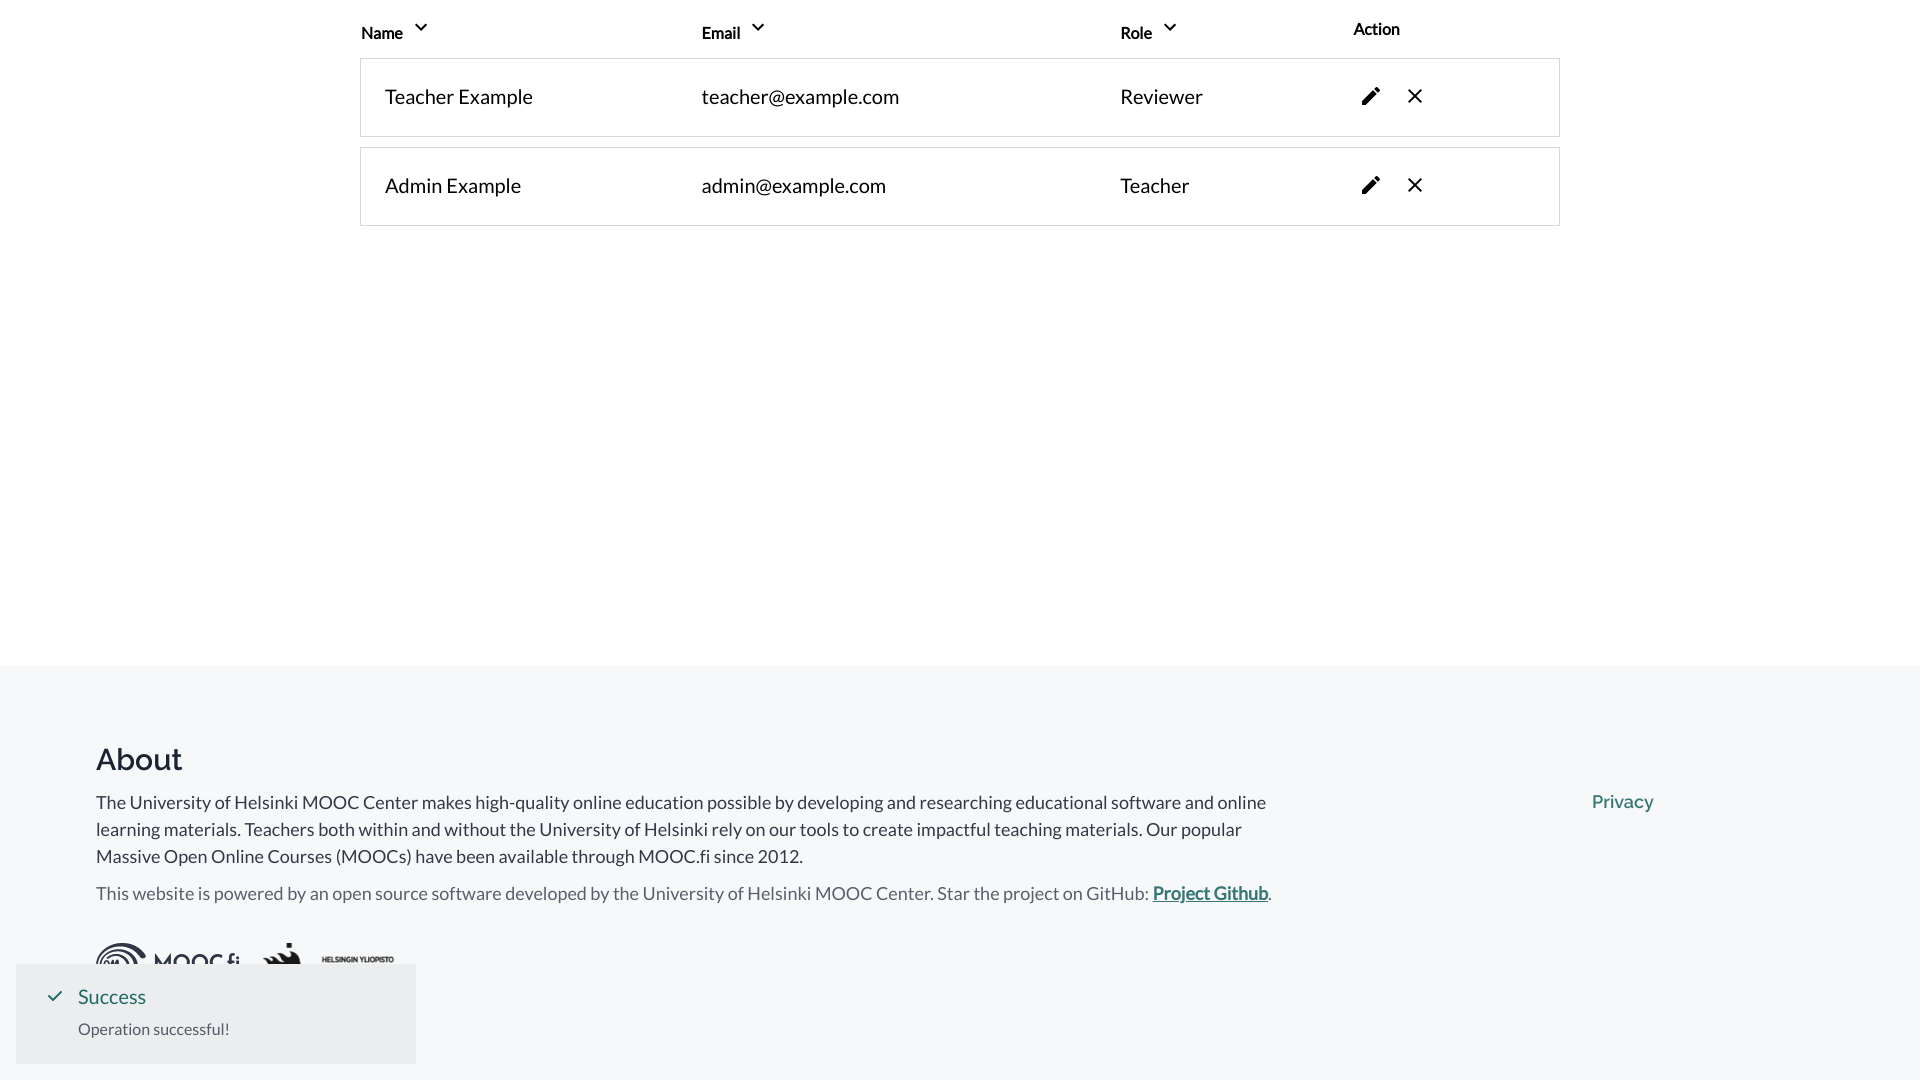 Name Email Role Action
Teacher Example teacher@example.com Reviewer
Admin Example admin@example.com Teacher
About
The University of Helsinki MOOC Center makes high-quality online education possible by developing and researching educational software and online
learning materials. Teachers both within and without the University of Helsinki rely on our tools to create impactful teaching materials. Our popular
Massive Open Online Courses (MOOCs) have been available through MOOC.fi since 2012.
Privacy
This website is powered by an open source software developed by the University of Helsinki MOOC Center. Star the project on GitHub: Project Github.
MOOC.fi HELSINGIN YLIOPISTO
Success
Operation successful!